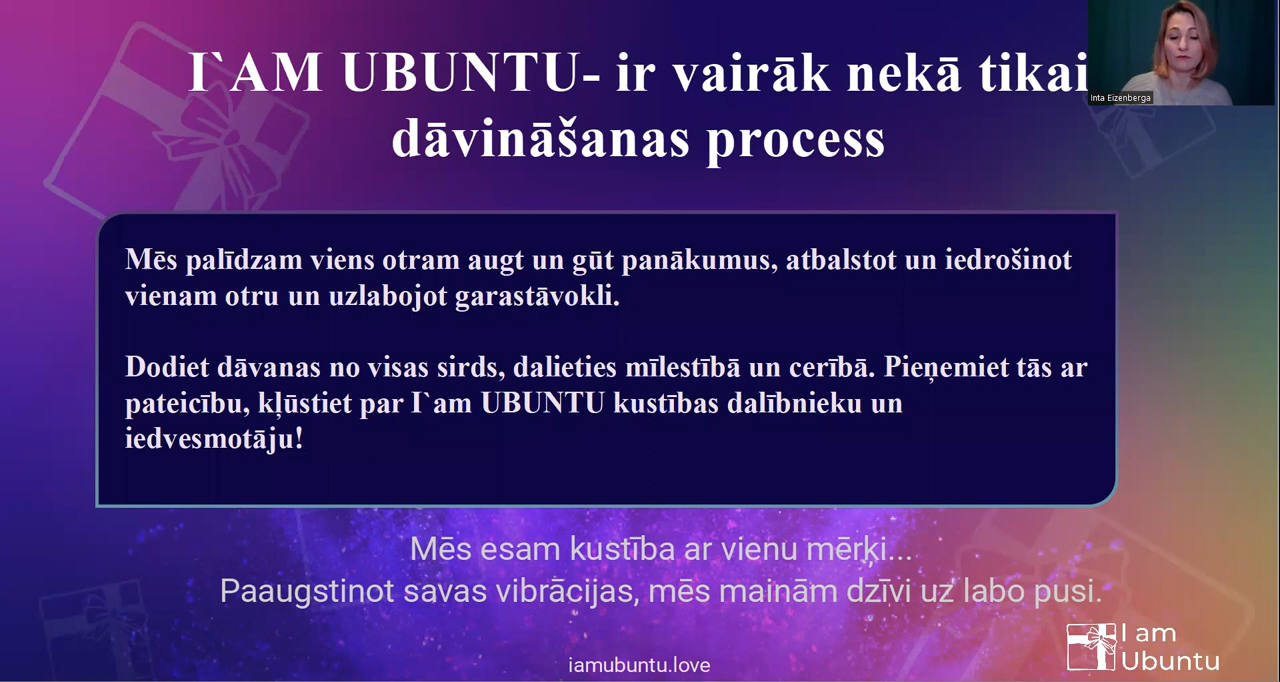 I`AM UBUNTU- ir vairāk nekā tikai
dāvināšanas process
Inta Eizenberga
Mēs palīdzam viens otram augt un gūt panākumus, atbalstot un iedrošinot
vienam otru un uzlabojot garastāvokli.
Dodiet dāvanas no visas sirds, dalieties mīlestībā un cerībā. Pieņemiet tās ar
pateicību, kļūstiet par I`am UBUNTU kustības dalībnieku un
iedvesmotāju!
Mēs esam kustība ar vienu mērķi...
Paaugstinot savas vibrācijas, mēs mainām dzīvi uz labo pusi.
I am
Ubuntu
iamubuntu.love